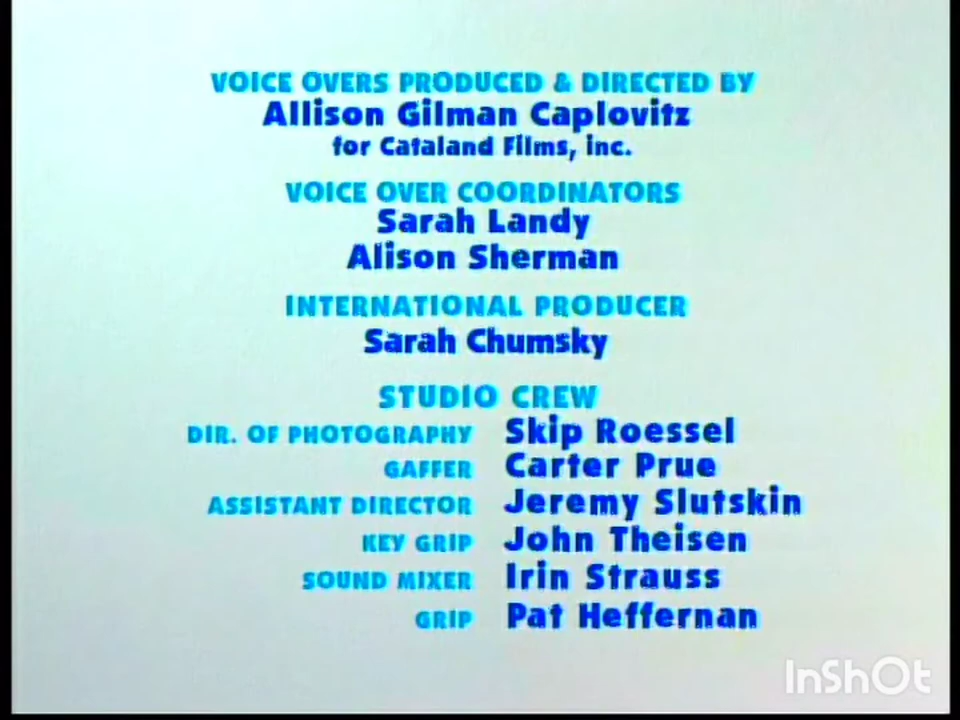 VOICE OVERS PRODUCED & DIRECTED BY
Allison Gilman Caplovitz
for Cataland Films, inc.
VOICE OVER COORDINATORS
Sarah Landy
Alison Sherman
INTERNATIONAL PRODUCER
Sarah Chumsky
STUDIO CREW
DIR. OF PHOTOGRAPHY Skip Roessel
GAFFER Carter Prue
ASSISTANT DIRECTOR Jeremy Slutskin
KEY GRIP John Theisen
SOUND MIXER Irin Strauss
GRIP Pat Heffernan
InShOt